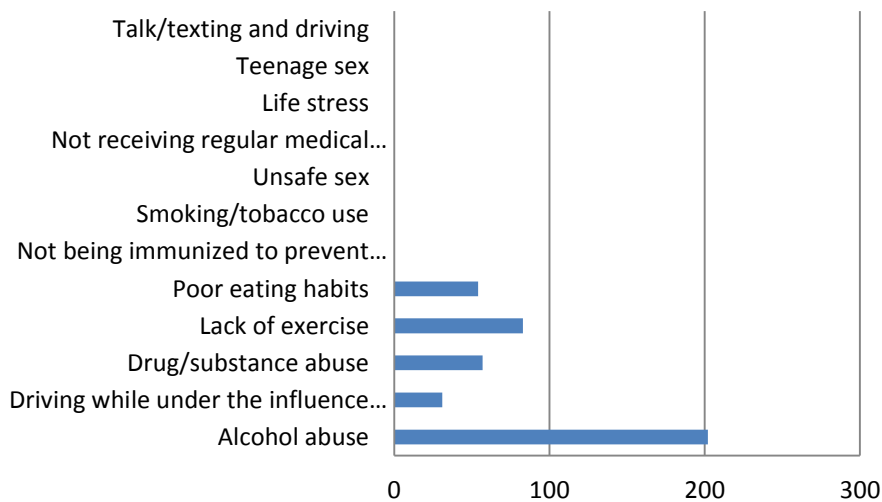 Talk/texting and driving
Teenage sex
Life stress
Not receiving regular medical…
Unsafe sex
Smoking/tobacco use
Not being immunized to prevent…
Poor eating habits
Lack of exercise
Drug/substance abuse
Driving while under the influence…
Alcohol abuse
0 100 200 300